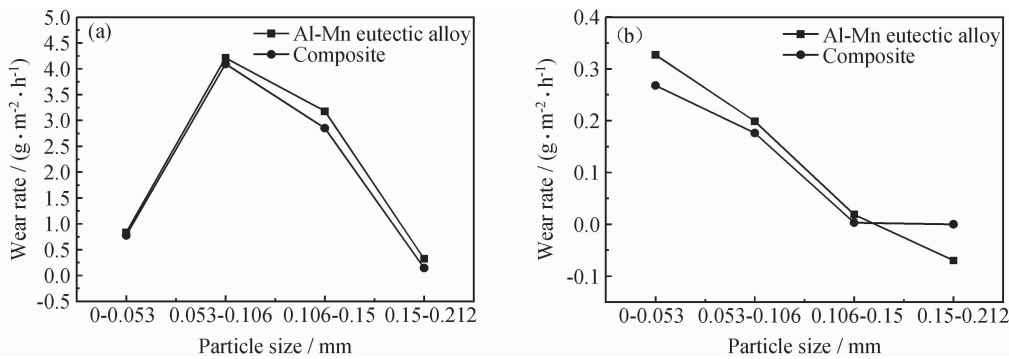 (a)
Al-Mn eutectic alloy
Composite
Wear rate / (g·m⁻²·h⁻¹)
5.0
4.5
4.0
3.5
3.0
2.5
2.0
1.5
1.0
0.5
0.0
-0.5
0-0.053 0.053-0.106 0.106-0.15 0.15-0.212
Particle size / mm
(b)
Al-Mn eutectic alloy
Composite
Wear rate / (g·m⁻²·h⁻¹)
0.4
0.3
0.2
0.1
0.0
-0.1
0-0.053 0.053-0.106 0.106-0.15 0.15-0.212
Particle size / mm